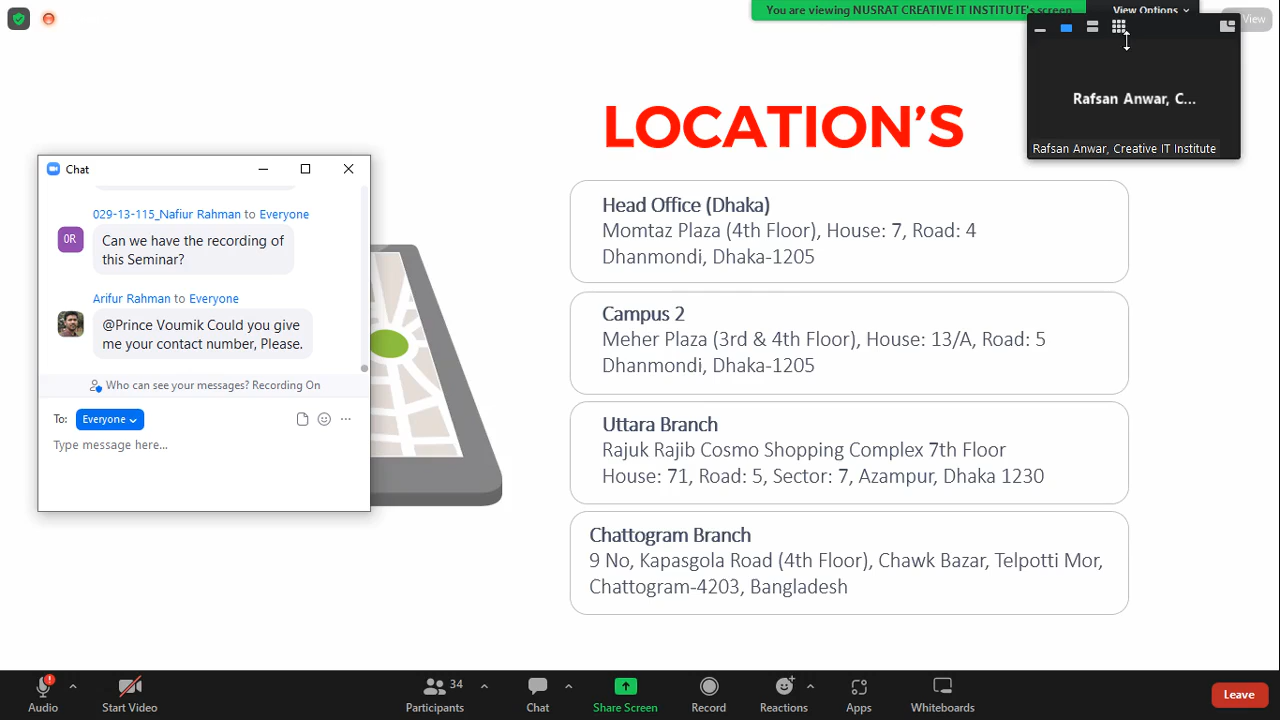 You are viewing NUSRAT CREATIVE IT INSTITUTE's screen
View Options
View
Rafsan Anwar, C...
Rafsan Anwar, Creative IT Institute
LOCATION'S
Head Office (Dhaka)
Momtaz Plaza (4th Floor), House: 7, Road: 4
Dhanmondi, Dhaka-1205
Campus 2
Meher Plaza (3rd & 4th Floor), House: 13/A, Road: 5
Dhanmondi, Dhaka-1205
Uttara Branch
Rajuk Rajib Cosmo Shopping Complex 7th Floor
House: 71, Road: 5, Sector: 7, Azampur, Dhaka 1230
Chattogram Branch
9 No, Kapasgola Road (4th Floor), Chawk Bazar, Telpotti Mor,
Chattogram-4203, Bangladesh
Chat
029-13-115_Nafiur Rahman to Everyone
0R
Can we have the recording of
this Seminar?
Arifur Rahman to Everyone
@Prince Voumik Could you give
me your contact number, Please.
Who can see your messages? Recording On
To: Everyone
Type message here...
Audio
Start Video
Participants
34
Chat
Share Screen
Record
Reactions
Apps
Whiteboards
Leave